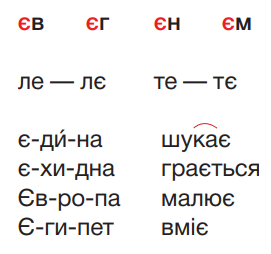 єв єг єн єм
ле — лє те — тє
є-ди́-на шукає
є-хи-дна грається
Єв-ро-па малює
Є-ги-пет вміє